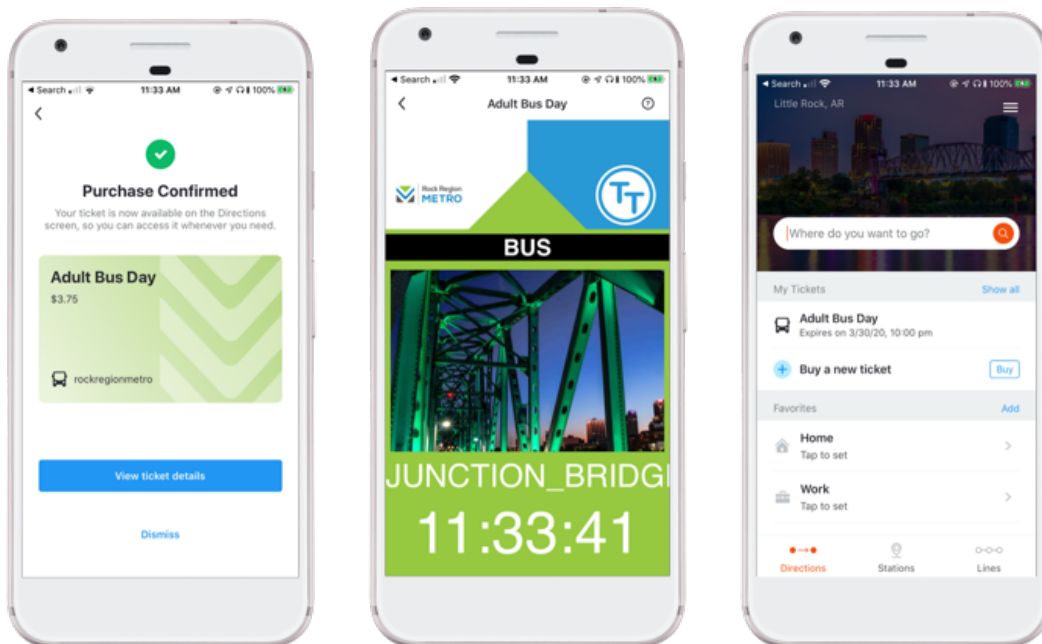 Search
11:33 AM
100%
Purchase Confirmed
Your ticket is now available on the Directions
screen, so you can access it whenever you need.
Adult Bus Day
$3.75
rockregionmetro
View ticket details
Dismiss
Search
11:33 AM
100%
Adult Bus Day
Rock Region
METRO
TT
BUS
JUNCTION_BRIDG
11:33:41
Search
11:33 AM
100%
Little Rock, AR
Where do you want to go?
My Tickets
Show all
Adult Bus Day
Expires on 3/30/20, 10:00 pm
Buy a new ticket
Buy
Favorites
Add
Home
Tap to set
Work
Tap to set
Directions
Stations
Lines